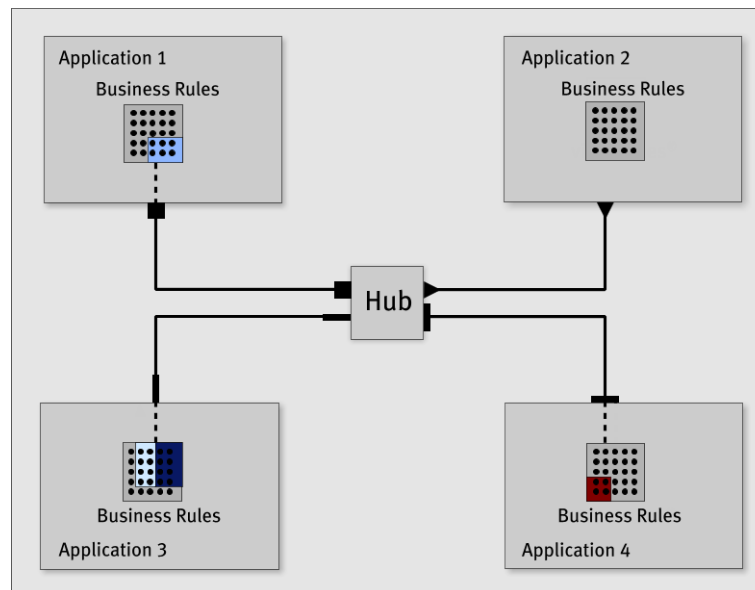 Application 1
Business Rules
Application 2
Business Rules
Hub
Business Rules
Application 3
Business Rules
Application 4